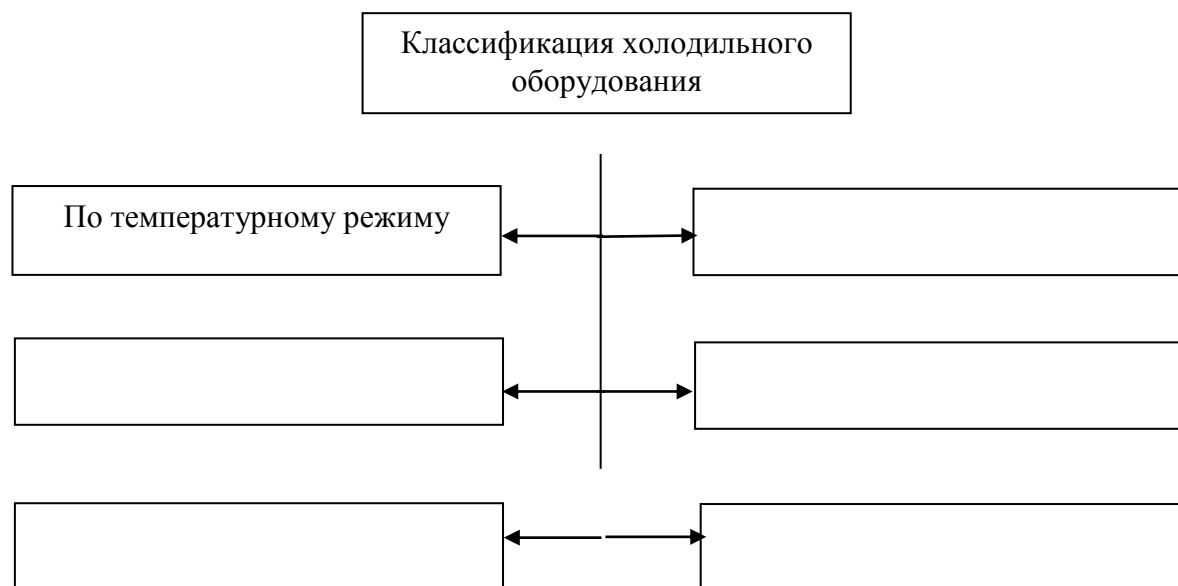 Классификация холодильного
оборудования
По температурному режиму